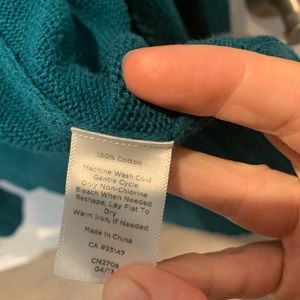 100% Cotton
Machine Wash Cold
Gentle Cycle
Only Non-Chlorine
Bleach When Needed
Reshape, Lay Flat To
Dry
Warm Iron, If Needed
Made In China
CA #23147
CN2708
04/13